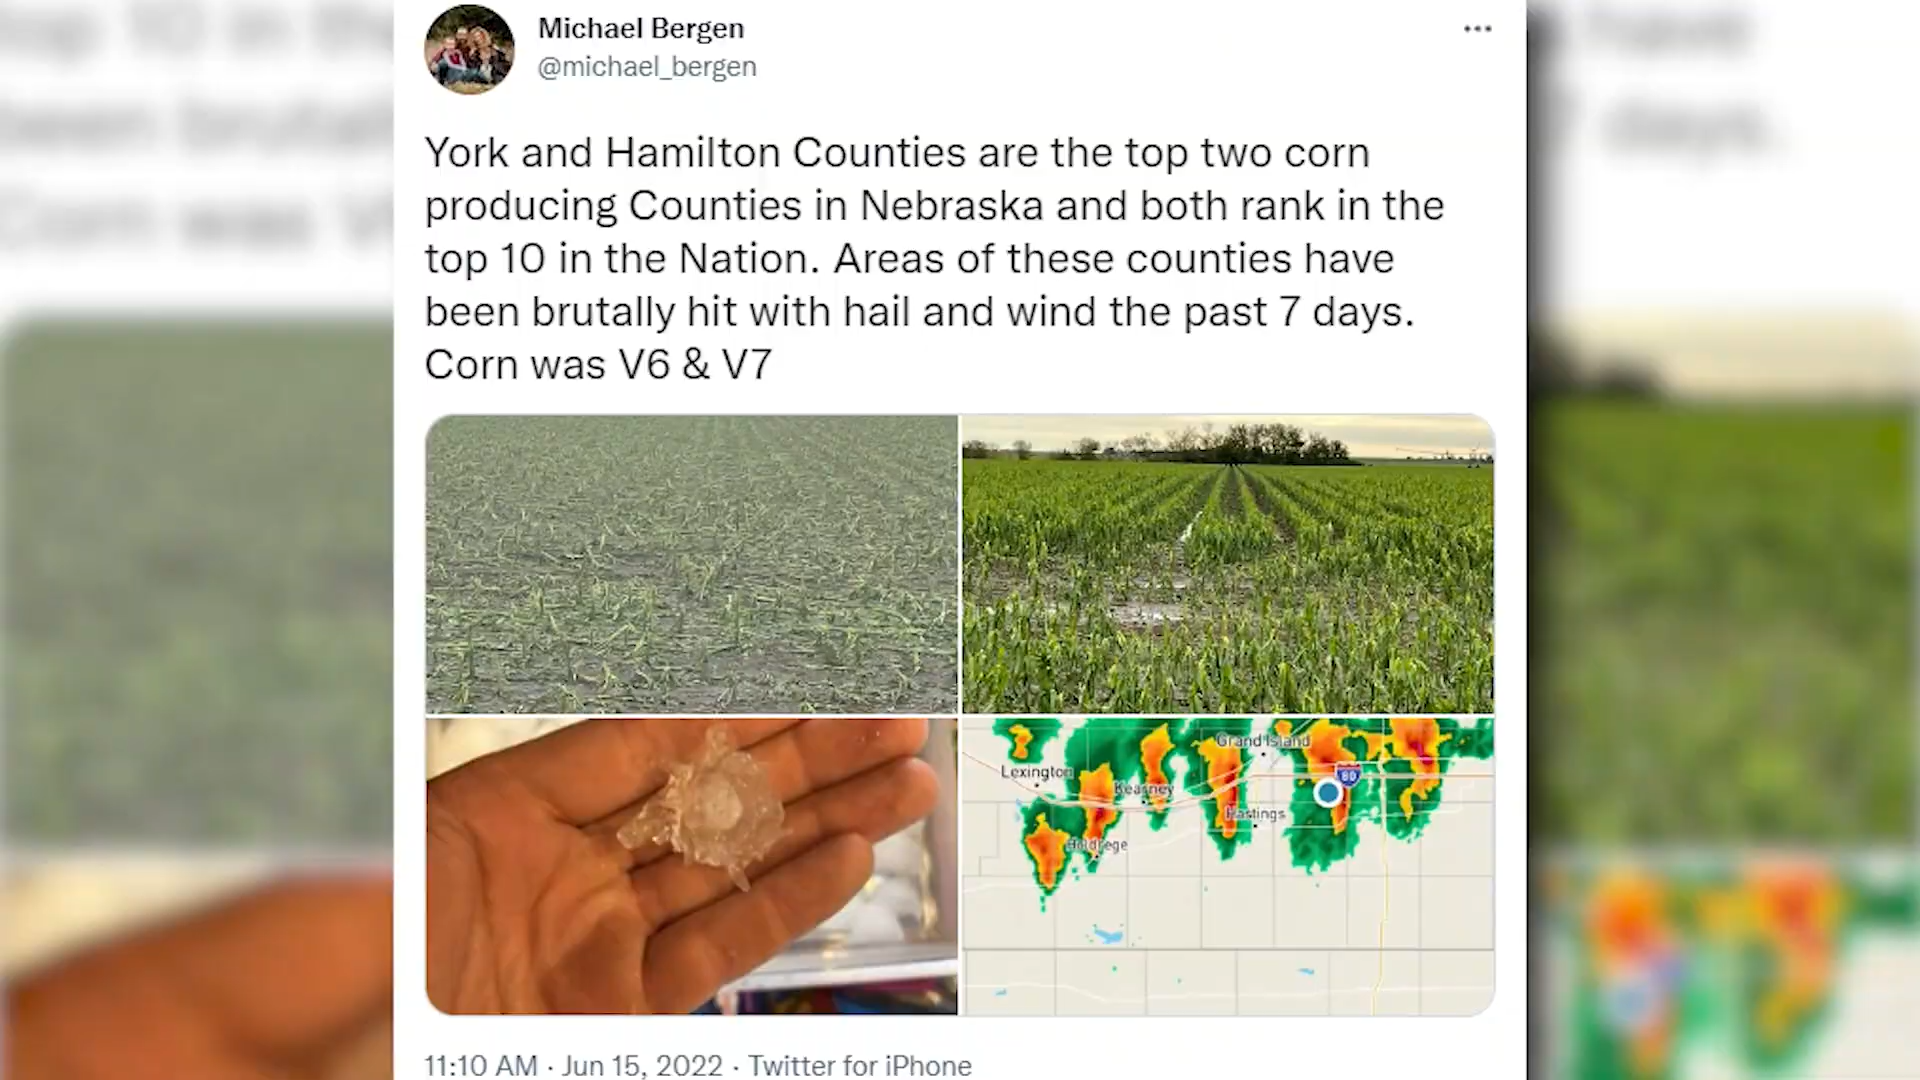 Michael Bergen
@michael_bergen
York and Hamilton Counties are the top two corn
producing Counties in Nebraska and both rank in the
top 10 in the Nation. Areas of these counties have
been brutally hit with hail and wind the past 7 days.
Corn was V6 & V7
Grand Island
Lexington
80
Kearney
Hastings
Holdrege
11:10 AM · Jun 15, 2022 · Twitter for iPhone